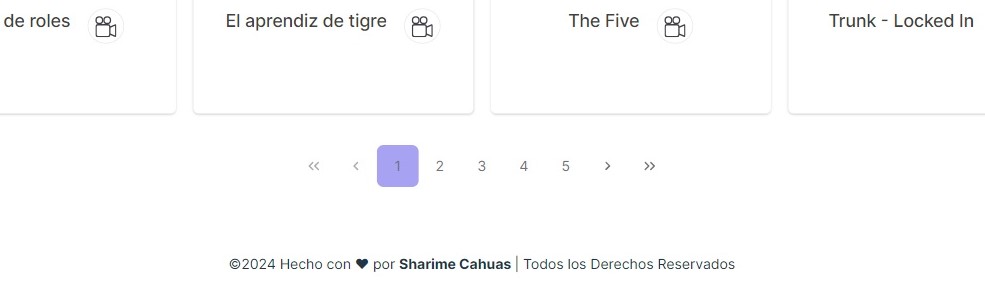 de roles
El aprendiz de tigre
The Five
Trunk - Locked In
« ‹ 1 2 3 4 5 › »
©2024 Hecho con ❤ por Sharime Cahuas | Todos los Derechos Reservados